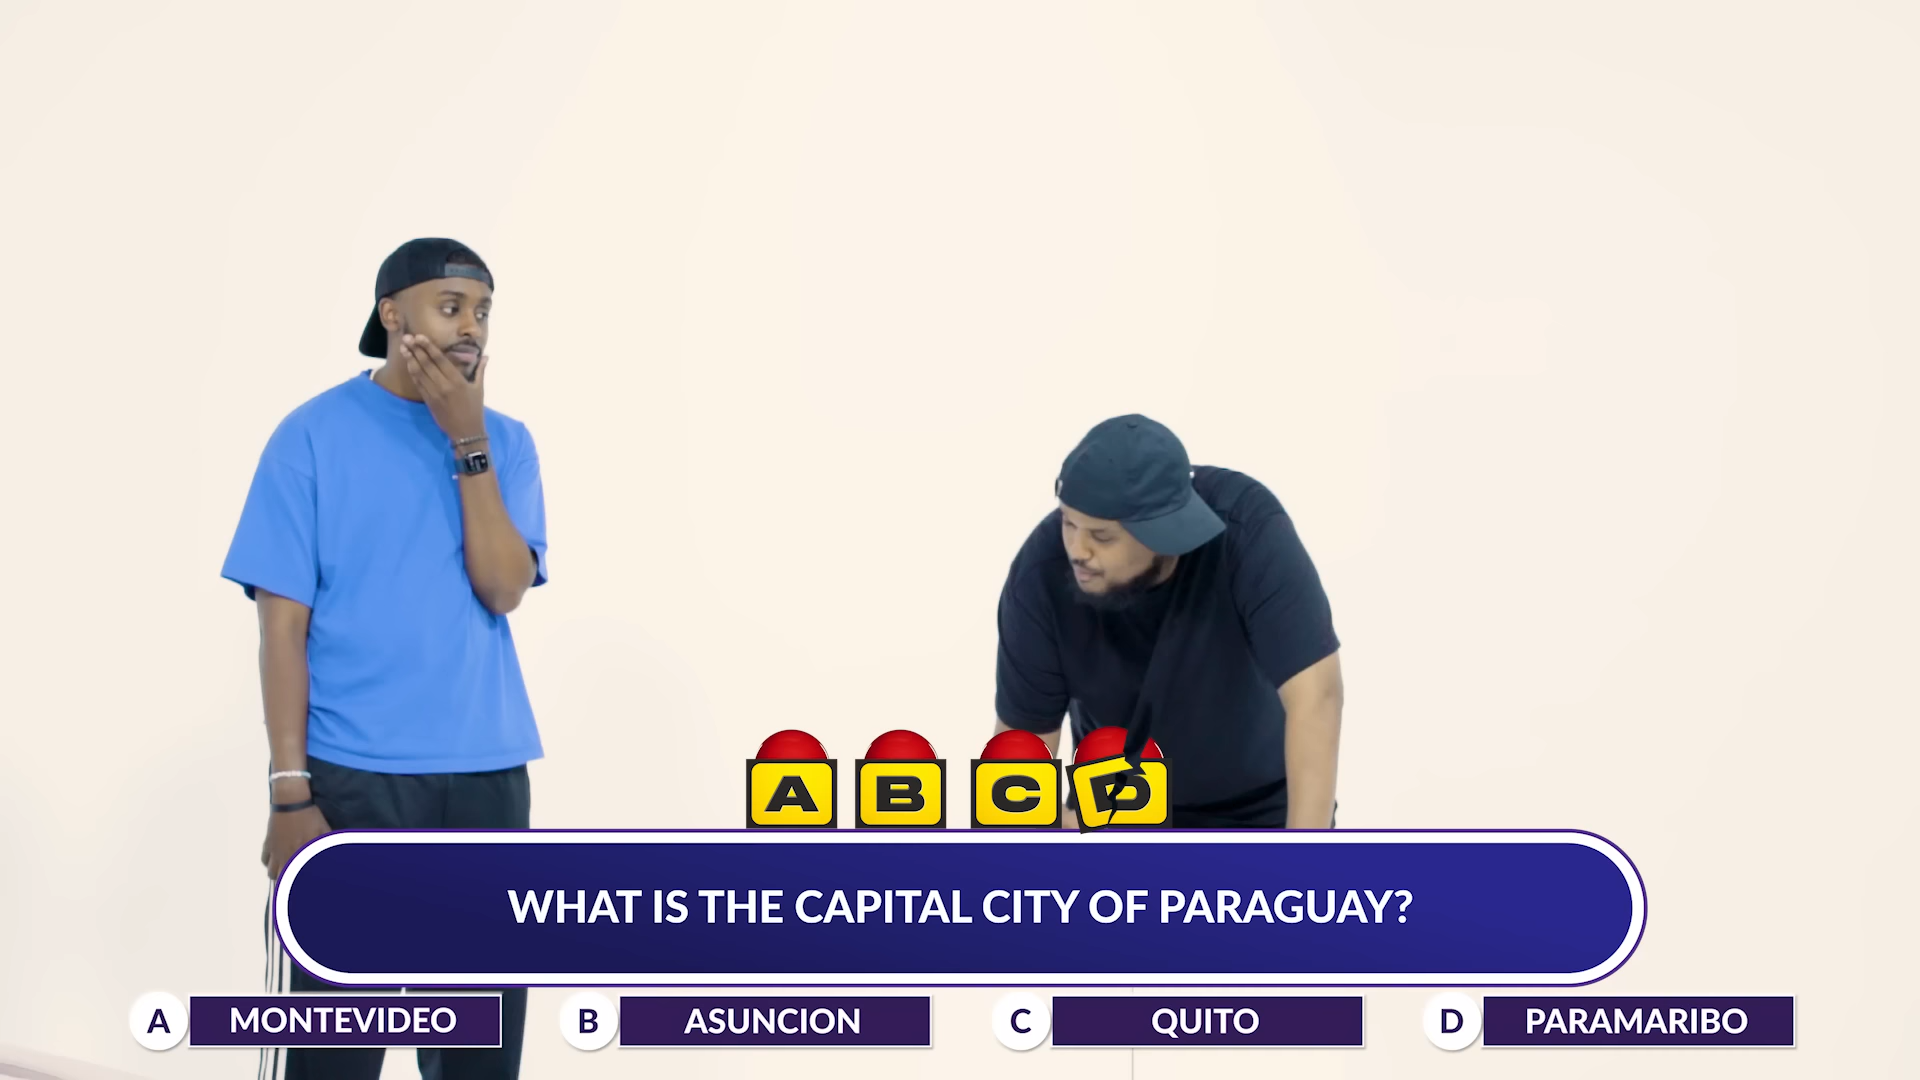 A B C D
WHAT IS THE CAPITAL CITY OF PARAGUAY?
A MONTEVIDEO
B ASUNCION
C QUITO
D PARAMARIBO